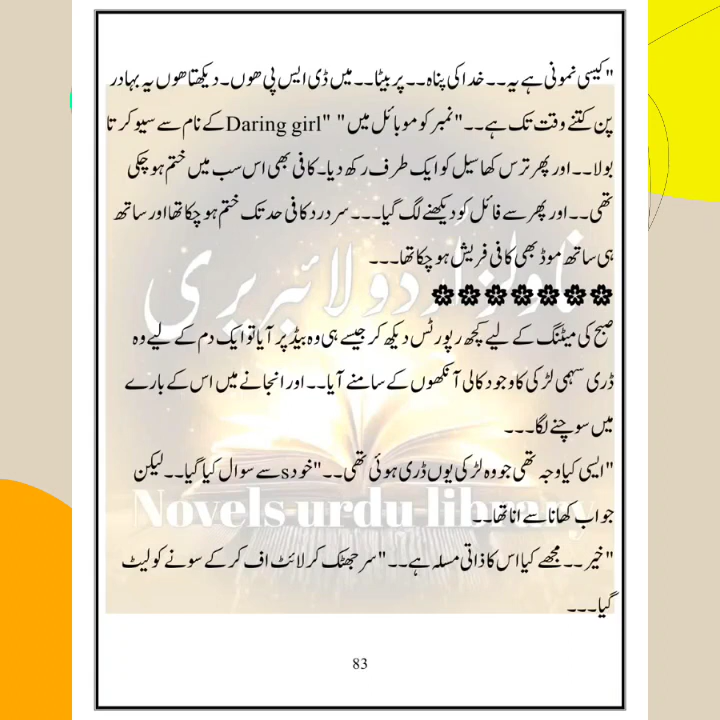 "کیسی نمونی ہے یہ۔۔ خدا کی پناہ۔۔ پر بیٹا۔۔ میں ڈی ایس پی ھوں۔ دیکھتا ھوں یہ بہادر
پن کتنے وقت تک ہے۔۔" نمبر کو موبائل میں " "Daring girl کے نام سے سیو کرتا
بولا۔۔ اور پھر ترس کھا سیل کو ایک طرف رکھ دیا۔ کافی بھی اس سب میں ختم ہو چکی
تھی۔۔ اور پھر سے فائل کو دیکھنے لگ گیا۔۔۔ سر درد کافی حد تک ختم ہو چکا تھا اور ساتھ
ہی ساتھ موڈ بھی کافی فریش ہو چکا تھا۔۔۔
ناولز اردو لائبریری
صبح کی میٹنگ کے لیے کچھ رپورٹس دیکھ کر جیسے ہی وہ بیڈ پر آیا تو ایک دم کے لیے وہ
ڈری سہمی لڑکی کا وجود کالی آنکھوں کے سامنے آیا۔۔ اور انجانے میں اس کے بارے
میں سوچنے لگا۔۔۔
"ایسی کیا وجہ تھی جو وہ لڑکی یوں ڈری ہوئی تھی۔۔" خود s سے سوال کیا گیا۔۔ لیکن
جواب کھانا سے انا تھا۔۔
Novels urdu library
"خیر۔۔ مجھے کیا اس کا ذاتی مسلہ ہے۔۔" سر جھٹک کر لائٹ اف کر کے سونے کو لیٹ
گیا۔۔۔
83